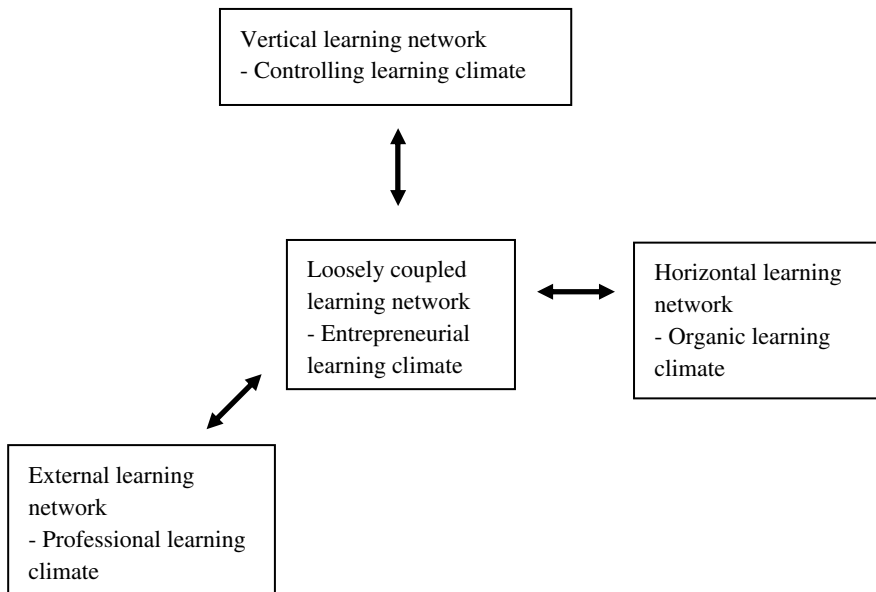 Vertical learning network
- Controlling learning climate
Loosely coupled
learning network
- Entrepreneurial
learning climate
Horizontal learning
network
- Organic learning
climate
External learning
network
- Professional learning
climate